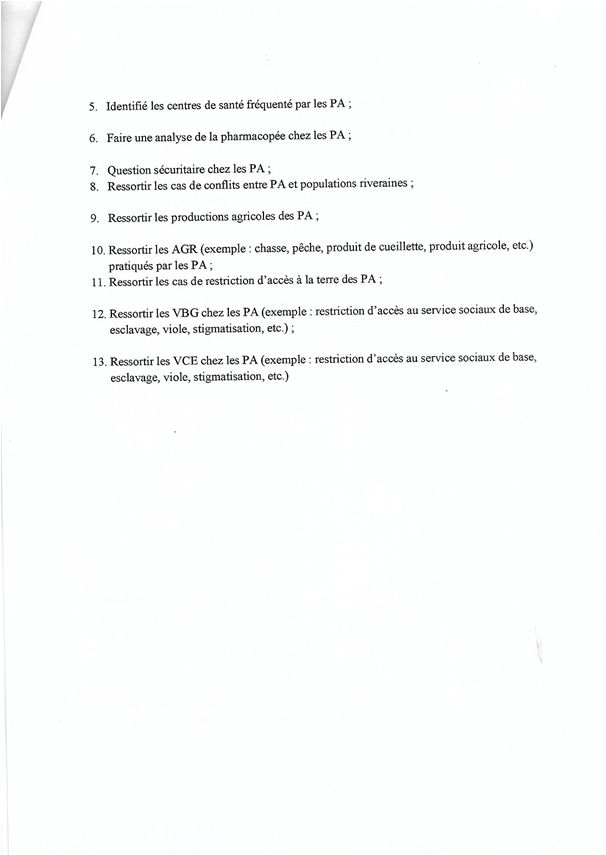 5. Identifié les centres de santé fréquenté par les PA ;
6. Faire une analyse de la pharmacopée chez les PA ;
7. Question sécuritaire chez les PA ;
8. Ressortir les cas de conflits entre PA et populations riveraines ;
9. Ressortir les productions agricoles des PA ;
10. Ressortir les AGR (exemple : chasse, pêche, produit de cueillette, produit agricole, etc.)
pratiqués par les PA ;
11. Ressortir les cas de restriction d'accès à la terre des PA ;
12. Ressortir les VBG chez les PA (exemple : restriction d'accès au service sociaux de base,
esclavage, viole, stigmatisation, etc.) ;
13. Ressortir les VCE chez les PA (exemple : restriction d'accès au service sociaux de base,
esclavage, viole, stigmatisation, etc.)